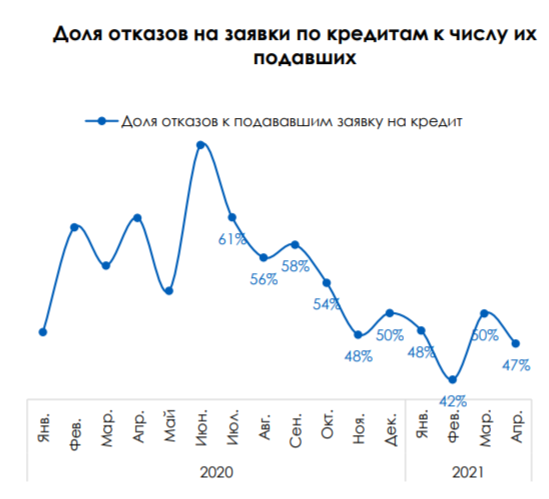 Доля отказов на заявки по кредитам к числу их
подавших
Доля отказов к подававшим заявку на кредит
61%
56%
58%
54%
48%
50%
48%
42%
50%
47%
Янв. Фев. Мар. Апр. Май Июн. Июл. Авг. Сен. Окт. Ноя. Дек. Янв. Фев. Мар. Апр.
2020 2021